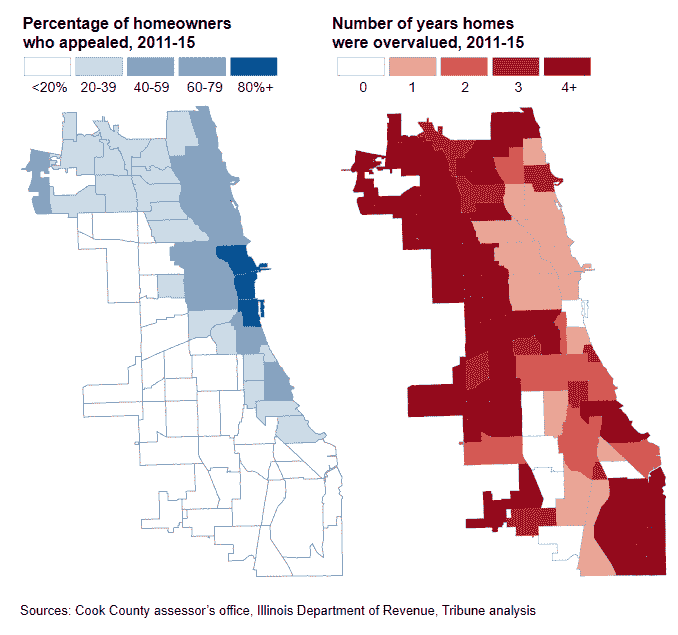 Percentage of homeowners
who appealed, 2011-15
<20% 20-39 40-59 60-79 80%+
Number of years homes
were overvalued, 2011-15
0 1 2 3 4+
Sources: Cook County assessor's office, Illinois Department of Revenue, Tribune analysis